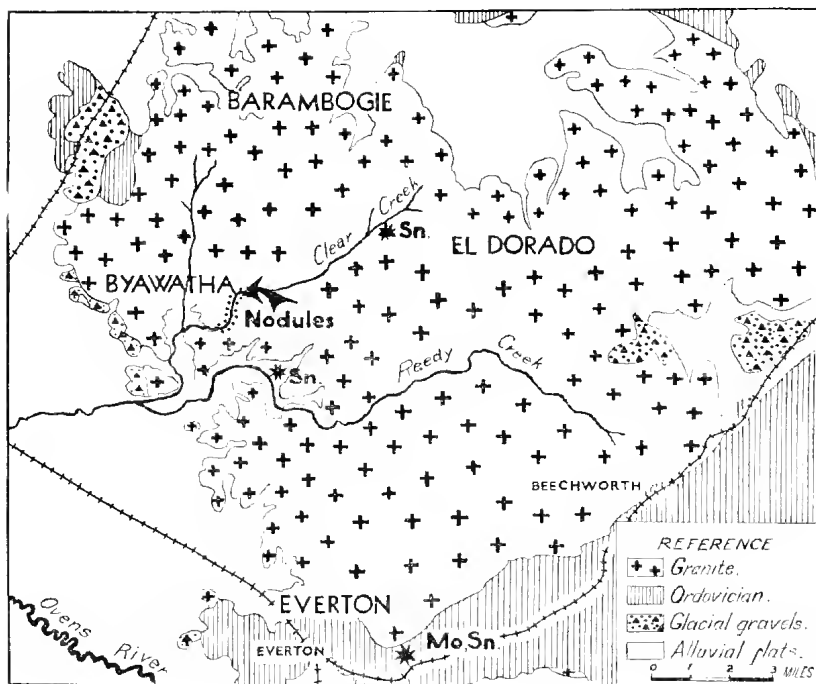 BARAMBOGIE
Clear Creek
Sn.
EL DORADO
BYAWATHA
Nodules
Reedy Creek
Sn.
BEECHWORTH
EVERTON
EVERTON
Mo,Sn.
Ovens River
REFERENCE
Granite.
Ordovician.
Glacial gravels.
Alluvial flats.
0 1 2 3 MILES